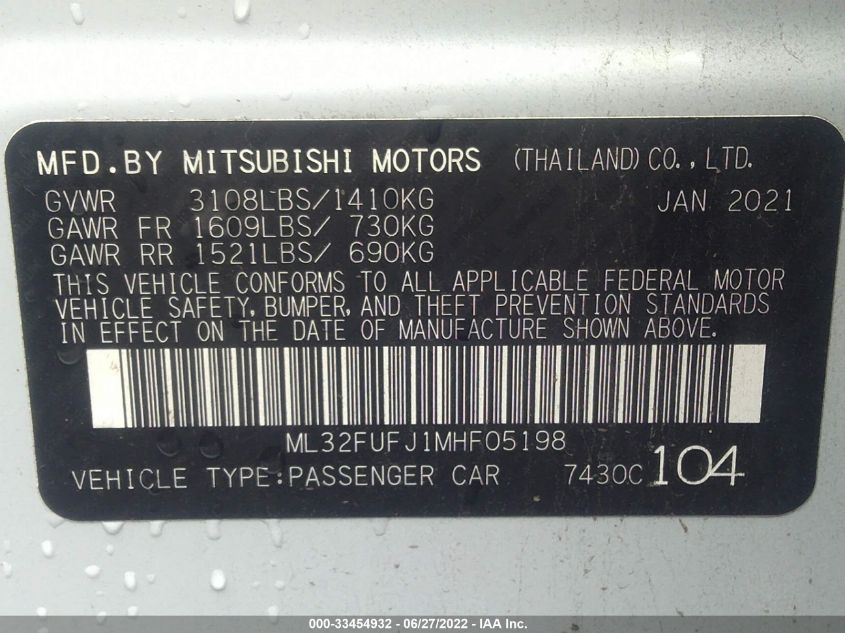 MFD.BY MITSUBISHI MOTORS (THAILAND) CO.,LTD.
GVWR 3108LBS/1410KG JAN 2021
GAWR FR 1609LBS/ 730KG
GAWR RR 1521LBS/ 690KG
THIS VEHICLE CONFORMS TO ALL APPLICABLE FEDERAL MOTOR
VEHICLE SAFETY, BUMPER, AND THEFT PREVENTION STANDARDS
IN EFFECT ON THE DATE OF MANUFACTURE SHOWN ABOVE.
ML32FUFJ1MHF05198
VEHICLE TYPE:PASSENGER CAR 7430C 104
000-33454932 - 06/27/2022 - IAA Inc.